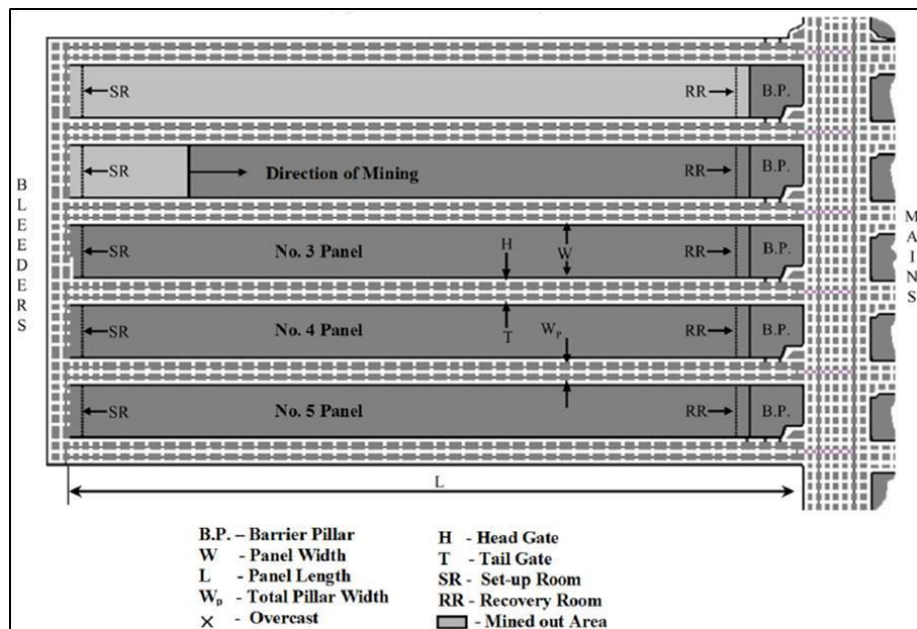 SR
RR
B.P.
SR
Direction of Mining
RR
B.P.
BLEEDERS
MAINS
SR
No. 3 Panel
H
W
RR
B.P.
SR
No. 4 Panel
T
Wₚ
RR
B.P.
SR
No. 5 Panel
RR
B.P.
L
B.P. – Barrier Pillar
W - Panel Width
L - Panel Length
Wₚ - Total Pillar Width
× - Overcast
H - Head Gate
T - Tail Gate
SR - Set-up Room
RR - Recovery Room
- Mined out Area